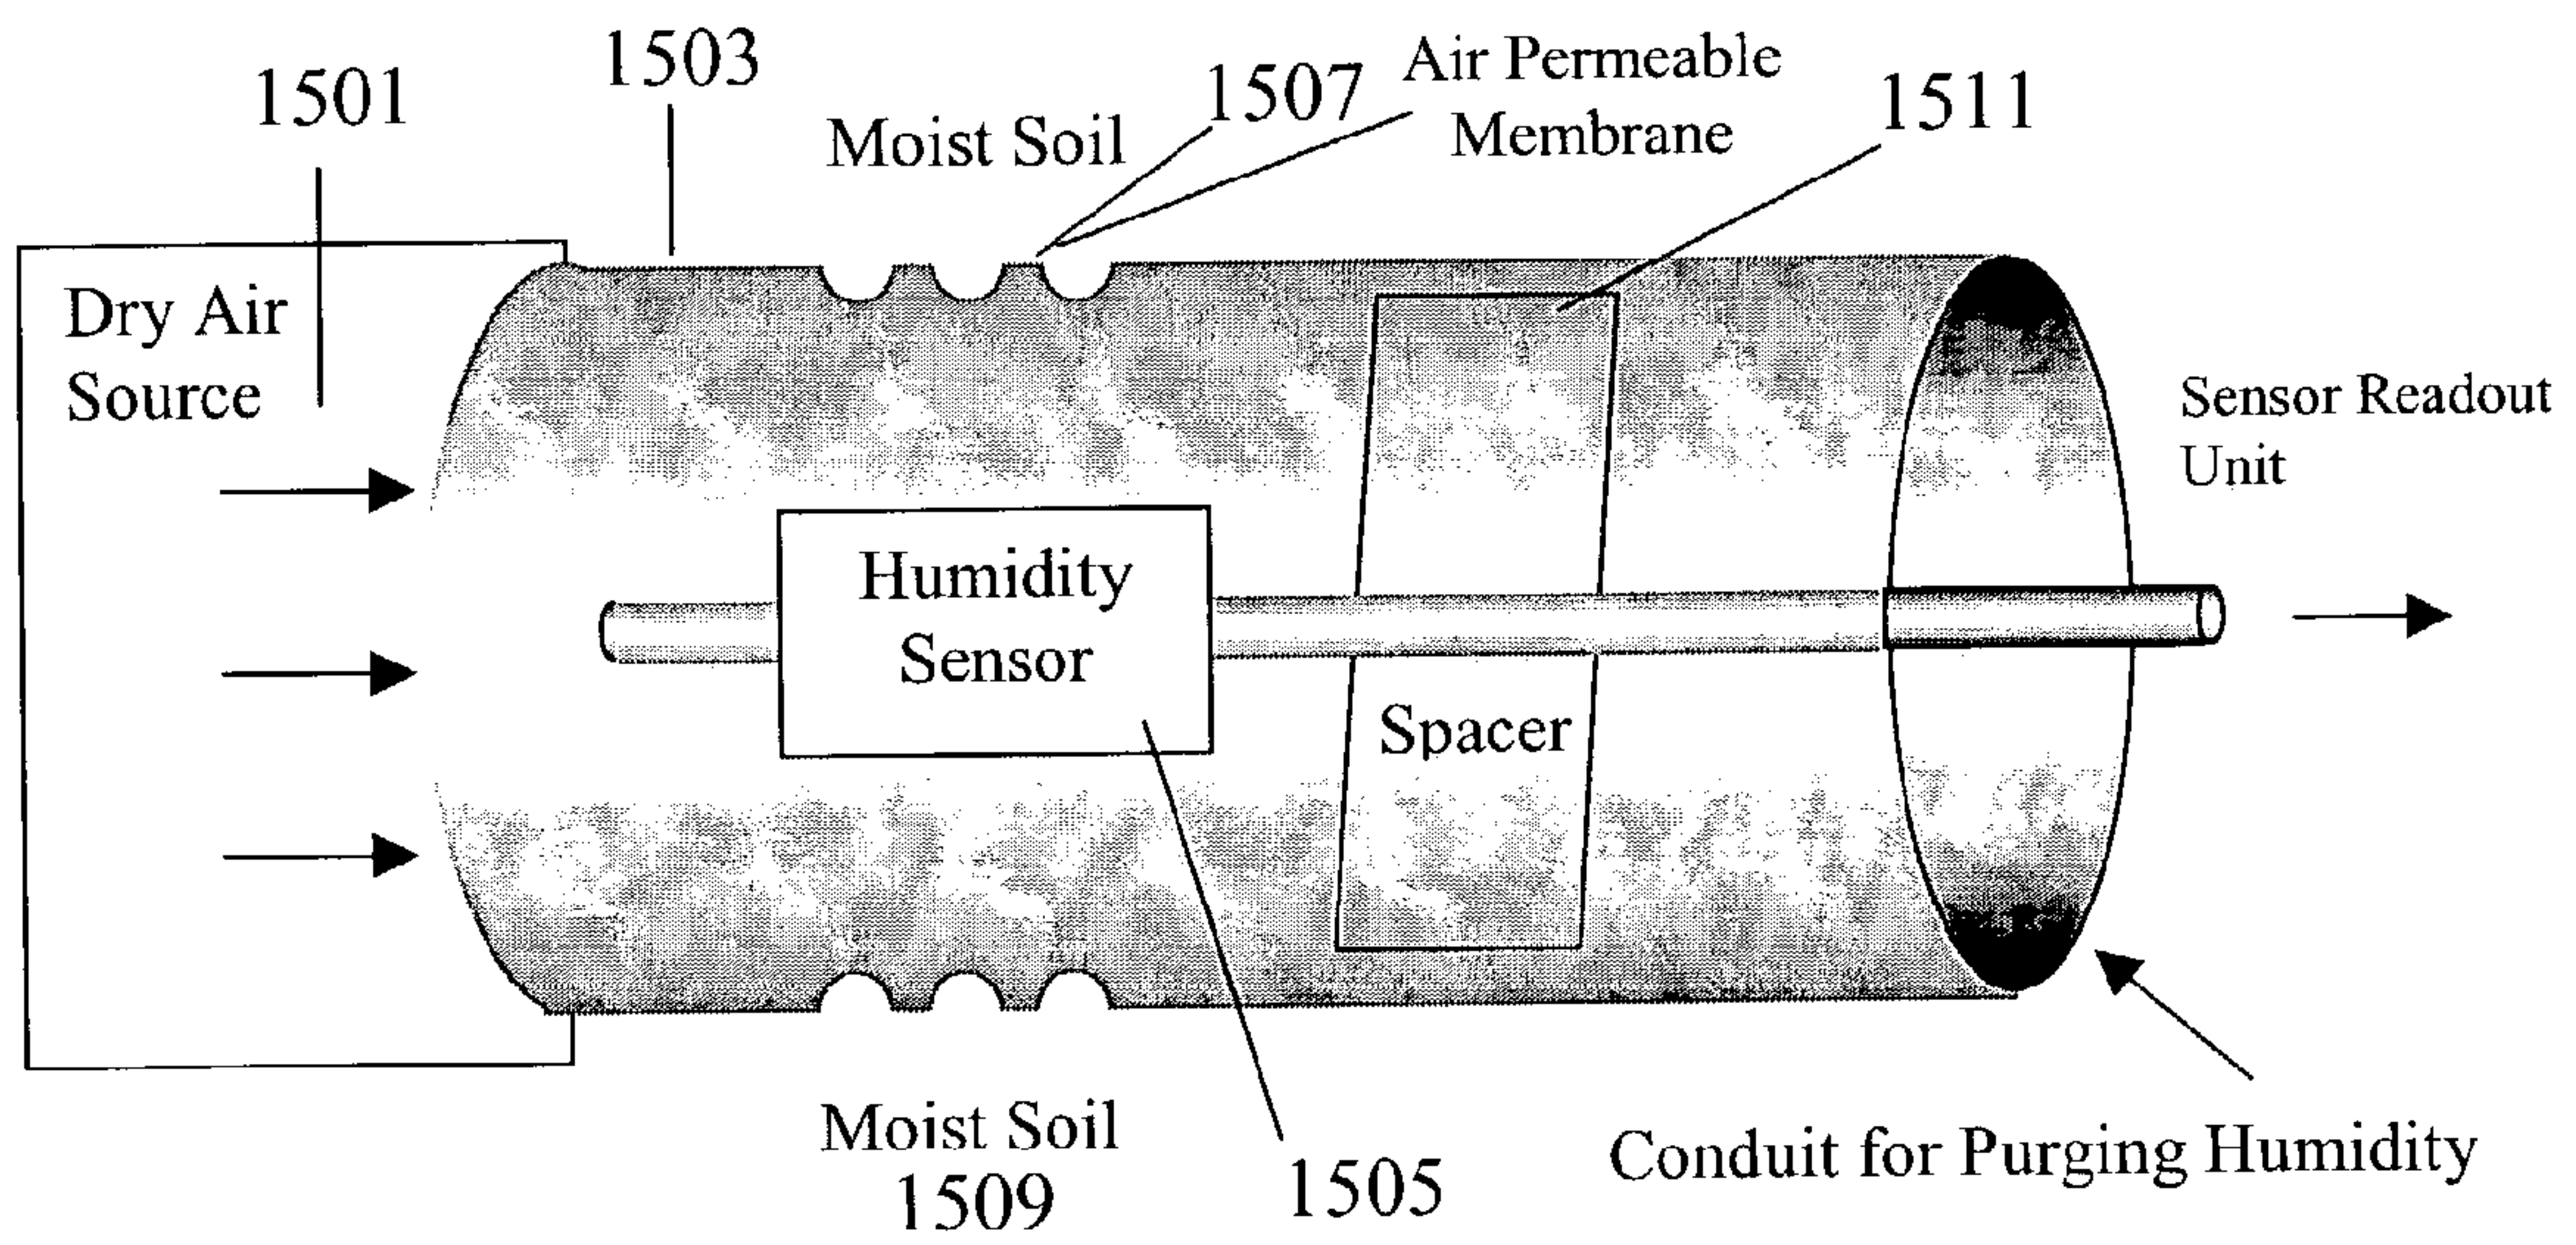 1501
1503
Moist Soil
1507
Air Permeable
Membrane
1511
Dry Air
Source
Sensor Readout
Unit
Humidity
Sensor
Spacer
Moist Soil
1509
1505
Conduit for Purging Humidity